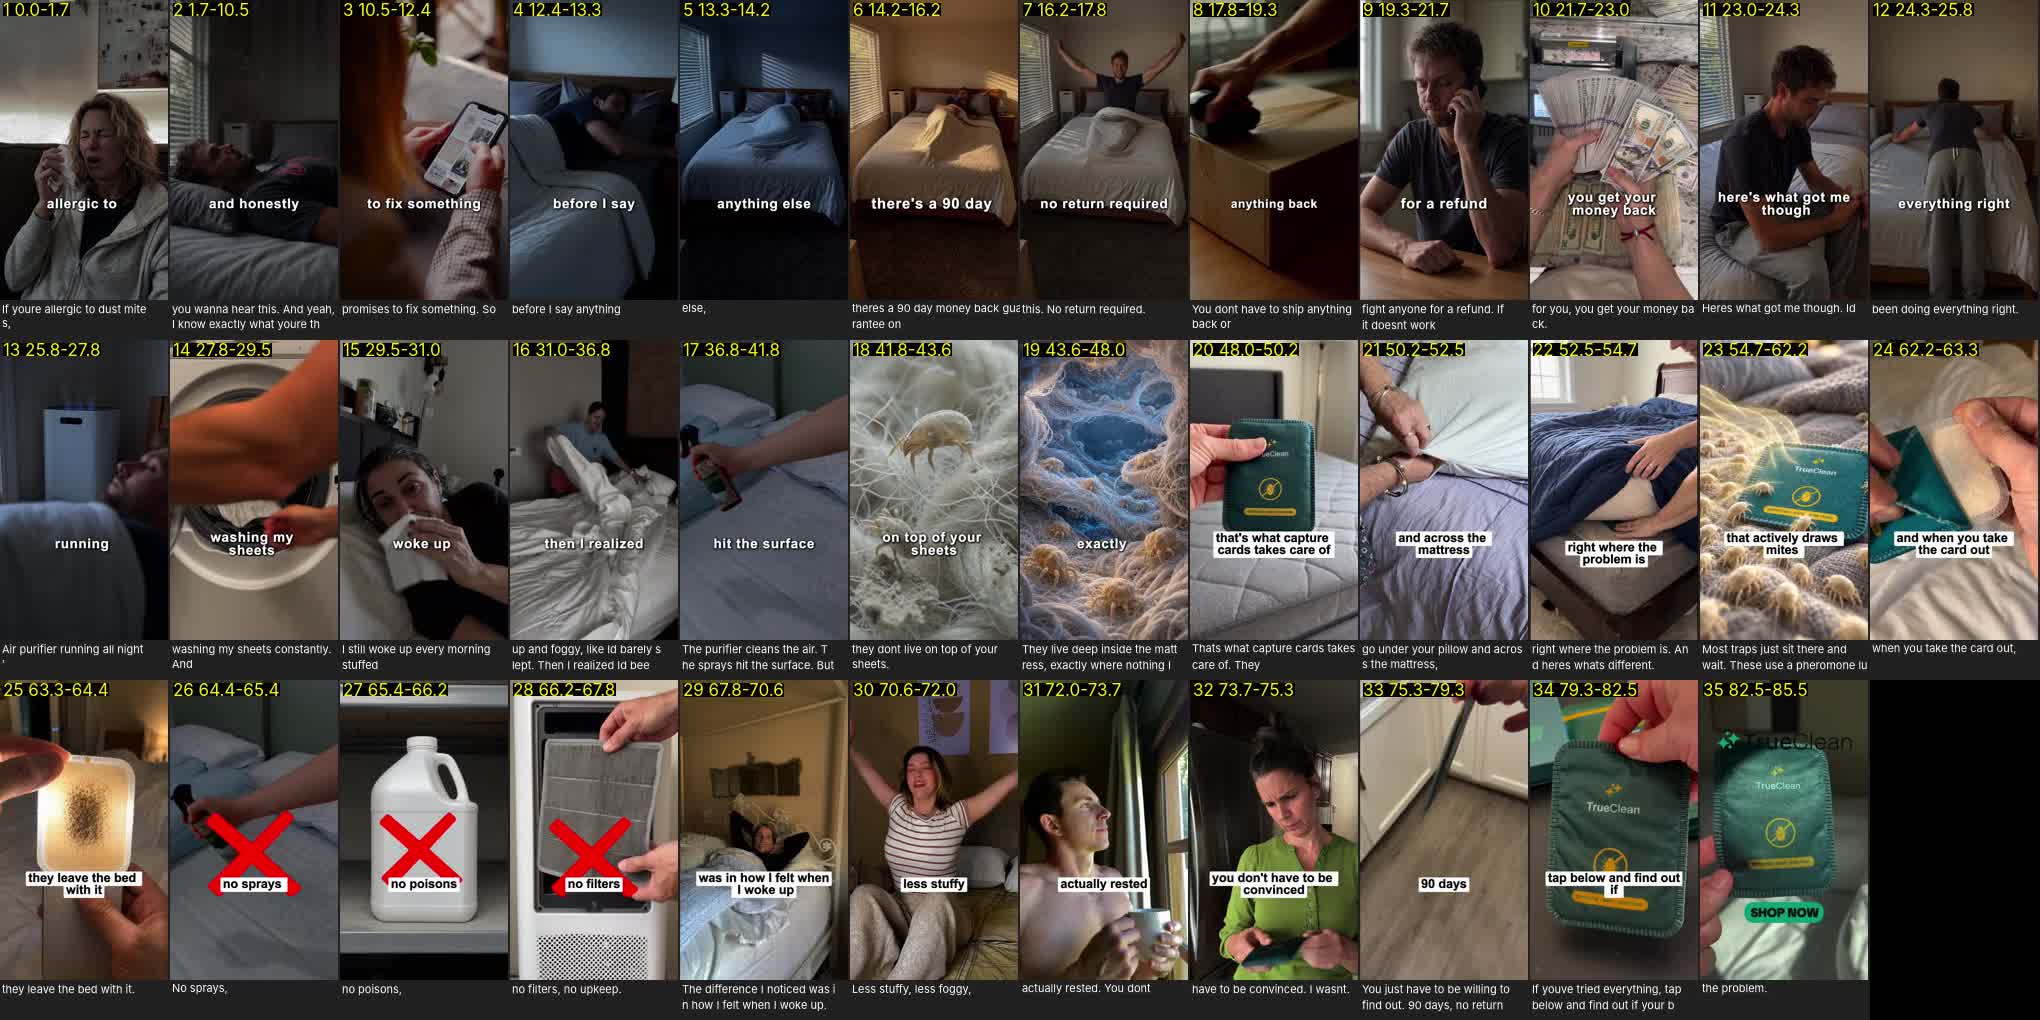 1 0.0-1.7
allergic to
If youre allergic to dust mite
s,
2 1.7-10.5
and honestly
you wanna hear this. And yeah,
I know exactly what youre th
3 10.5-12.4
to fix something
promises to fix something. So
4 12.4-13.3
before I say
before I say anything
5 13.3-14.2
anything else
else,
6 14.2-16.2
there's a 90 day
theres a 90 day money back gua
rantee on
7 16.2-17.8
no return required
this. No return required.
8 17.8-19.3
anything back
You dont have to ship anything
back or
9 19.3-21.7
for a refund
fight anyone for a refund. If
it doesnt work
10 21.7-23.0
you get your
money back
for you, you get your money ba
ck.
11 23.0-24.3
here's what got me
though
Heres what got me though. Id
12 24.3-25.8
everything right
been doing everything right.
13 25.8-27.8
running
Air purifier running all night
,
14 27.8-29.5
washing my
sheets
washing my sheets constantly.
And
15 29.5-31.0
woke up
I still woke up every morning
stuffed
16 31.0-36.8
then I realized
up and foggy, like Id barely s
lept. Then I realized Id bee
17 36.8-41.8
hit the surface
The purifier cleans the air. T
he sprays hit the surface. But
18 41.8-43.6
on top of your
sheets
they dont live on top of your
sheets.
19 43.6-48.0
exactly
They live deep inside the matt
ress, exactly where nothing I
20 48.0-50.2
TrueClean
that's what capture
cards takes care of
Thats what capture cards takes
care of. They
21 50.2-52.5
and across the
mattress
go under your pillow and acros
s the mattress,
22 52.5-54.7
right where the
problem is
right where the problem is. An
d heres whats different.
23 54.7-62.2
TrueClean
that actively draws
mites
Most traps just sit there and
wait. These use a pheromone lu
24 62.2-63.3
and when you take
the card out
when you take the card out,
25 63.3-64.4
they leave the bed
with it
they leave the bed with it.
26 64.4-65.4
no sprays
No sprays,
27 65.4-66.2
no poisons
no poisons,
28 66.2-67.8
no filters
no filters, no upkeep.
29 67.8-70.6
was in how I felt when
I woke up
The difference I noticed was i
n how I felt when I woke up.
30 70.6-72.0
less stuffy
Less stuffy, less foggy,
31 72.0-73.7
actually rested
actually rested. You dont
32 73.7-75.3
you don't have to be
convinced
have to be convinced. I wasnt.
33 75.3-79.3
90 days
You just have to be willing to
find out. 90 days, no return
34 79.3-82.5
TrueClean
tap below and find out
if
If youve tried everything, tap
below and find out if your b
35 82.5-85.5
TrueClean
TrueClean
SHOP NOW
the problem.